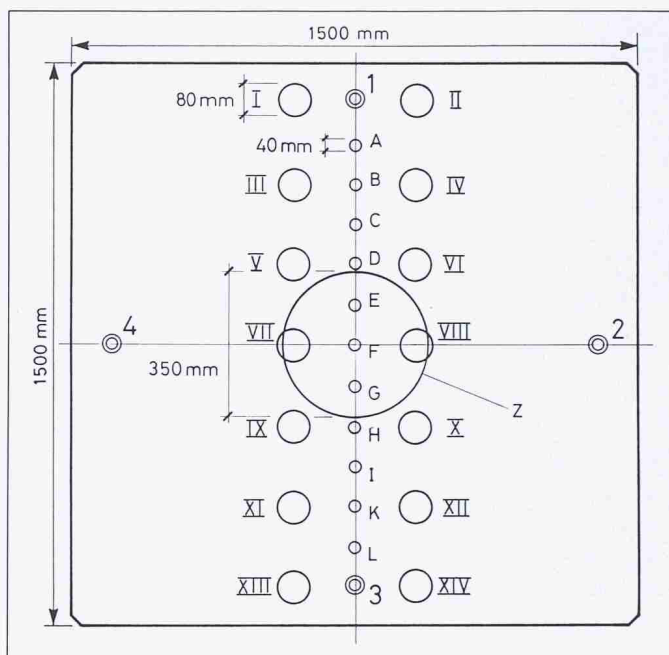 1500 mm
80 mm I 1 II
40 mm A
III B IV
C
V D VI
E
4 VII F VIII 2
1500 mm
350 mm
G
Z
IX H X
I
XI K XII
L
XIII 3 XIV